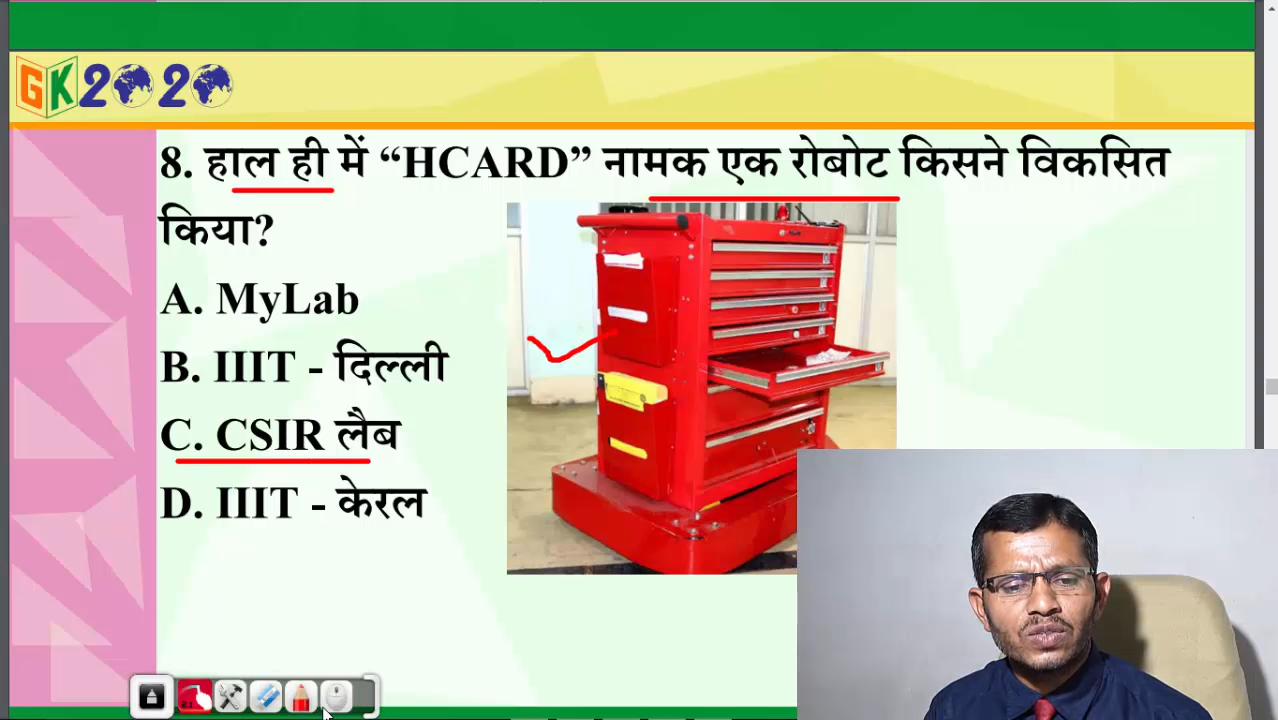 GK2020
8. हाल ही में “HCARD” नामक एक रोबोट किसने विकसित
किया?
A. MyLab
B. IIIT - दिल्ली
C. CSIR लैब
D. IIIT - केरल